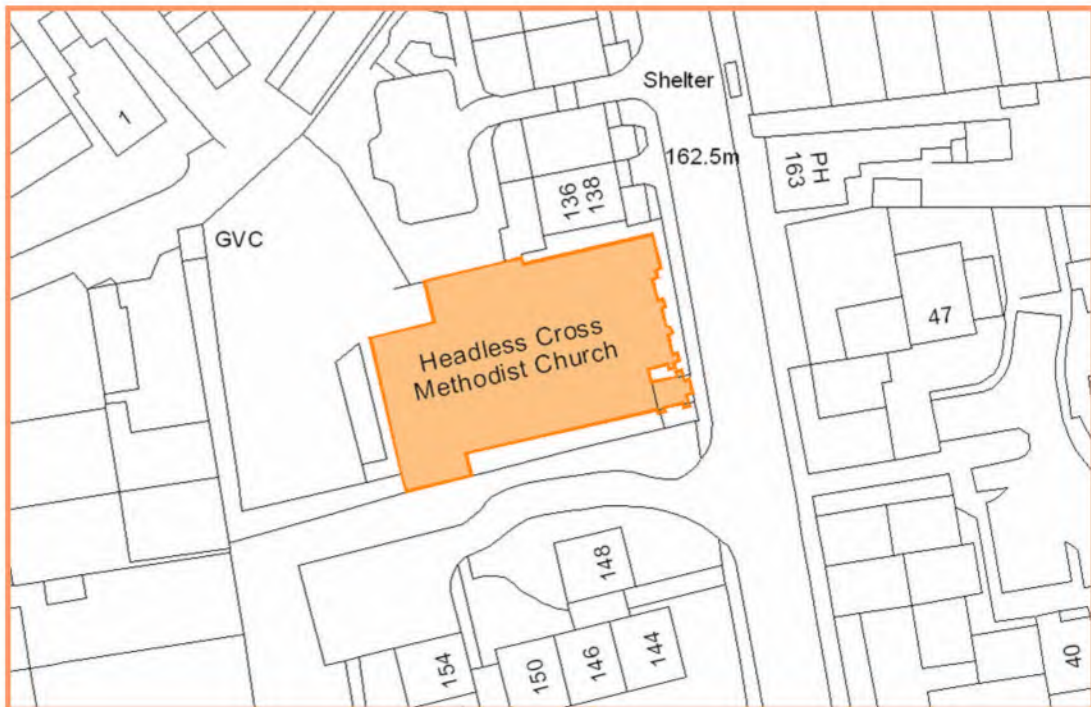 Shelter
1
162.5m
PH
163
136
138
GVC
47
Headless Cross
Methodist Church
148
154
150
146
144
40